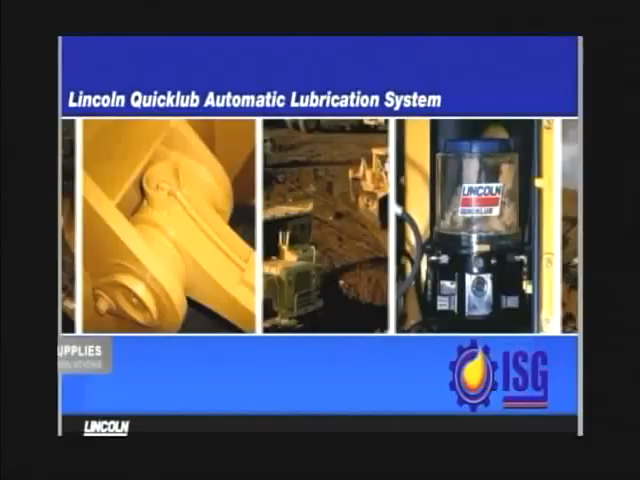 Lincoln Quicklub Automatic Lubrication System
LINCOLN
QUICKLUB
UPPLIES
ISG
LINCOLN